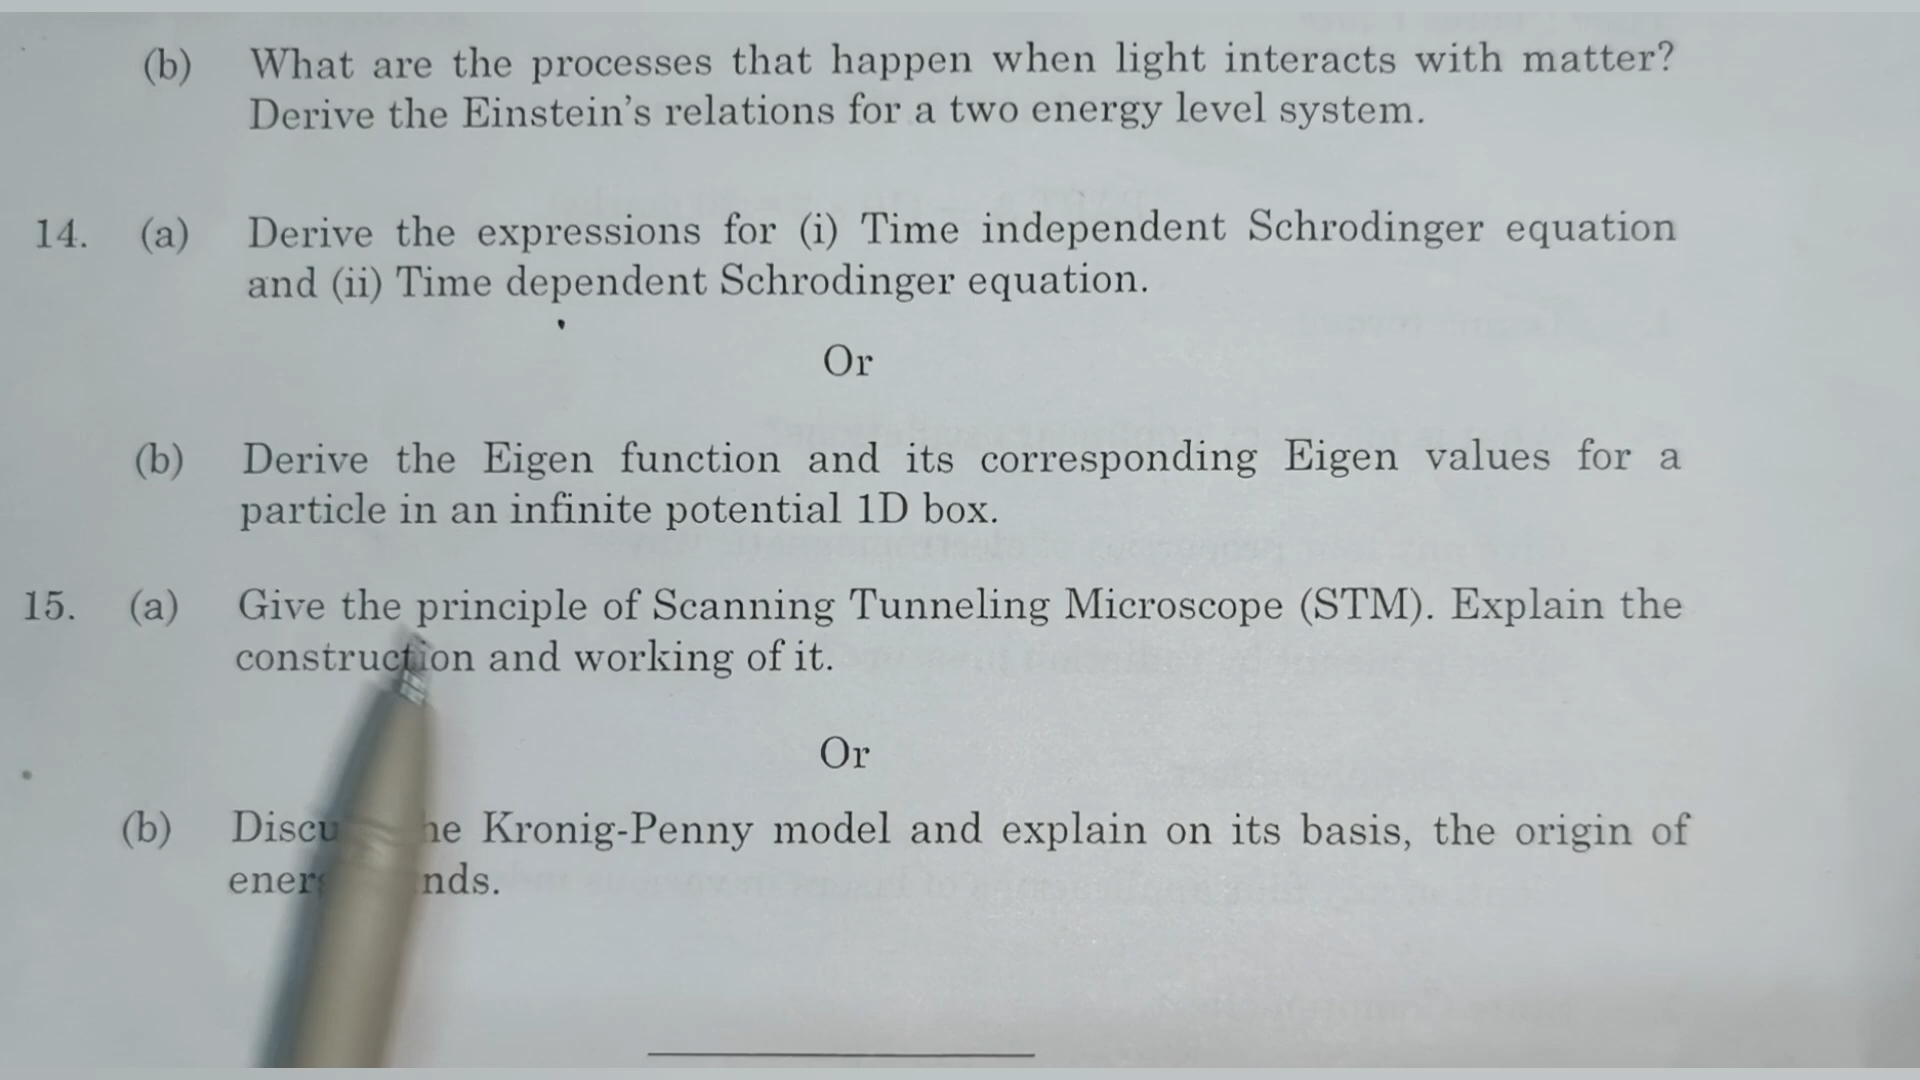 (b) What are the processes that happen when light interacts with matter?
Derive the Einstein's relations for a two energy level system.
14. (a) Derive the expressions for (i) Time independent Schrodinger equation
and (ii) Time dependent Schrodinger equation.
Or
(b) Derive the Eigen function and its corresponding Eigen values for a
particle in an infinite potential 1D box.
15. (a) Give the principle of Scanning Tunneling Microscope (STM). Explain the
construction and working of it.
Or
(b) Kronig-Penny model and explain on its basis, the origin of